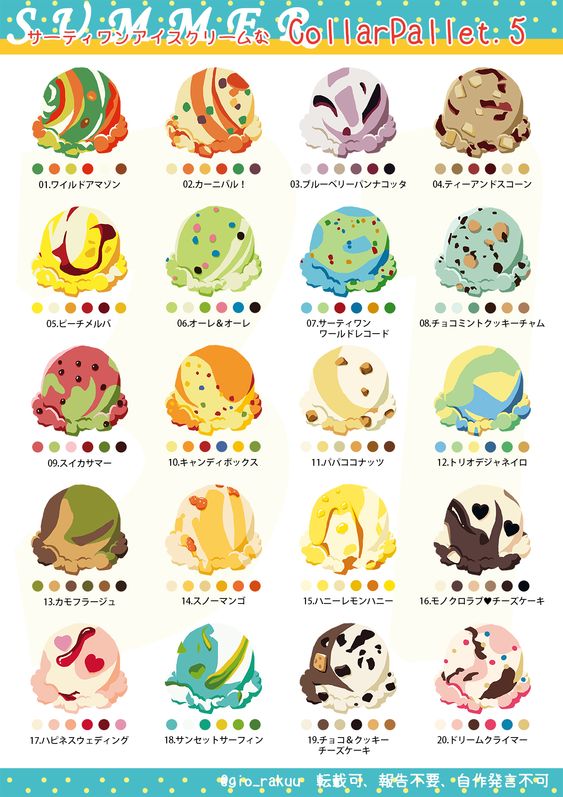 SUMMER
サーティワンアイスクリームな CollarPallet.5
01.ワイルドアマゾン
02.カーニバル！
03.ブルーベリーパンナコッタ
04.ティーアンドスコーン
05.ピーチメルバ
06.オーレ&オーレ
07.サーティワン
ワールドレコード
08.チョコミントクッキーチャム
09.スイカサマー
10.キャンディボックス
11.パパココナッツ
12.トリオデジャネイロ
13.カモフラージュ
14.スノーマンゴ
15.ハニーレモンハニー
16.モノクロラブ♥チーズケーキ
17.ハピネスウェディング
18.サンセットサーフィン
19.チョコ&クッキー
チーズケーキ
20.ドリームクライマー
@gio_rakuu 転載可、報告不要、自作発言不可